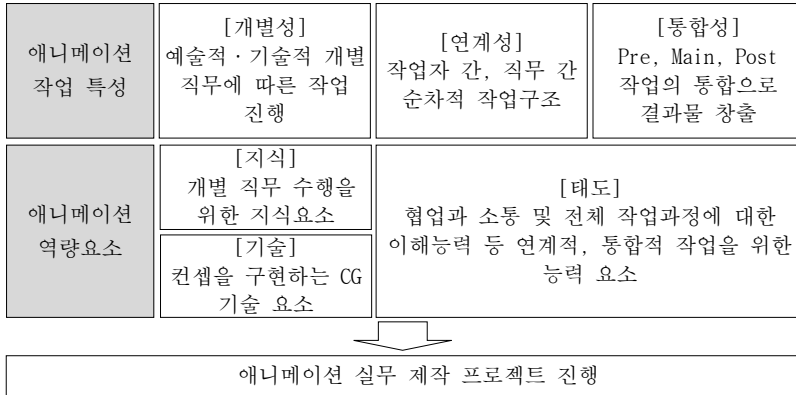 애니메이션
작업 특성
[개별성]
예술적·기술적 개별
직무에 따른 작업
진행
[연계성]
작업자 간, 직무 간
순차적 작업구조
[통합성]
Pre, Main, Post
작업의 통합으로
결과물 창출
애니메이션
역량요소
[지식]
개별 직무 수행을
위한 지식요소
[기술]
컨셉을 구현하는 CG
기술 요소
[태도]
협업과 소통 및 전체 작업과정에 대한
이해능력 등 연계적, 통합적 작업을 위한
능력 요소
애니메이션 실무 제작 프로젝트 진행